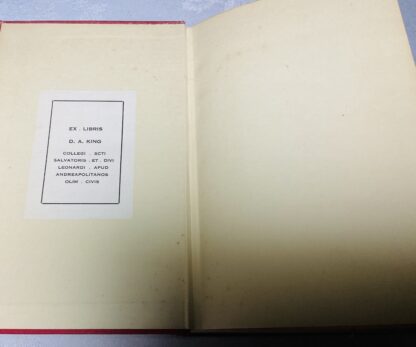 EX . LIBRIS
D. A. KING
COLLEGI . SCTI
SALVATORIS . ET . DIVI
LEONARDI . APUD
ANDREAPOLITANOS
OLIM . CIVIS